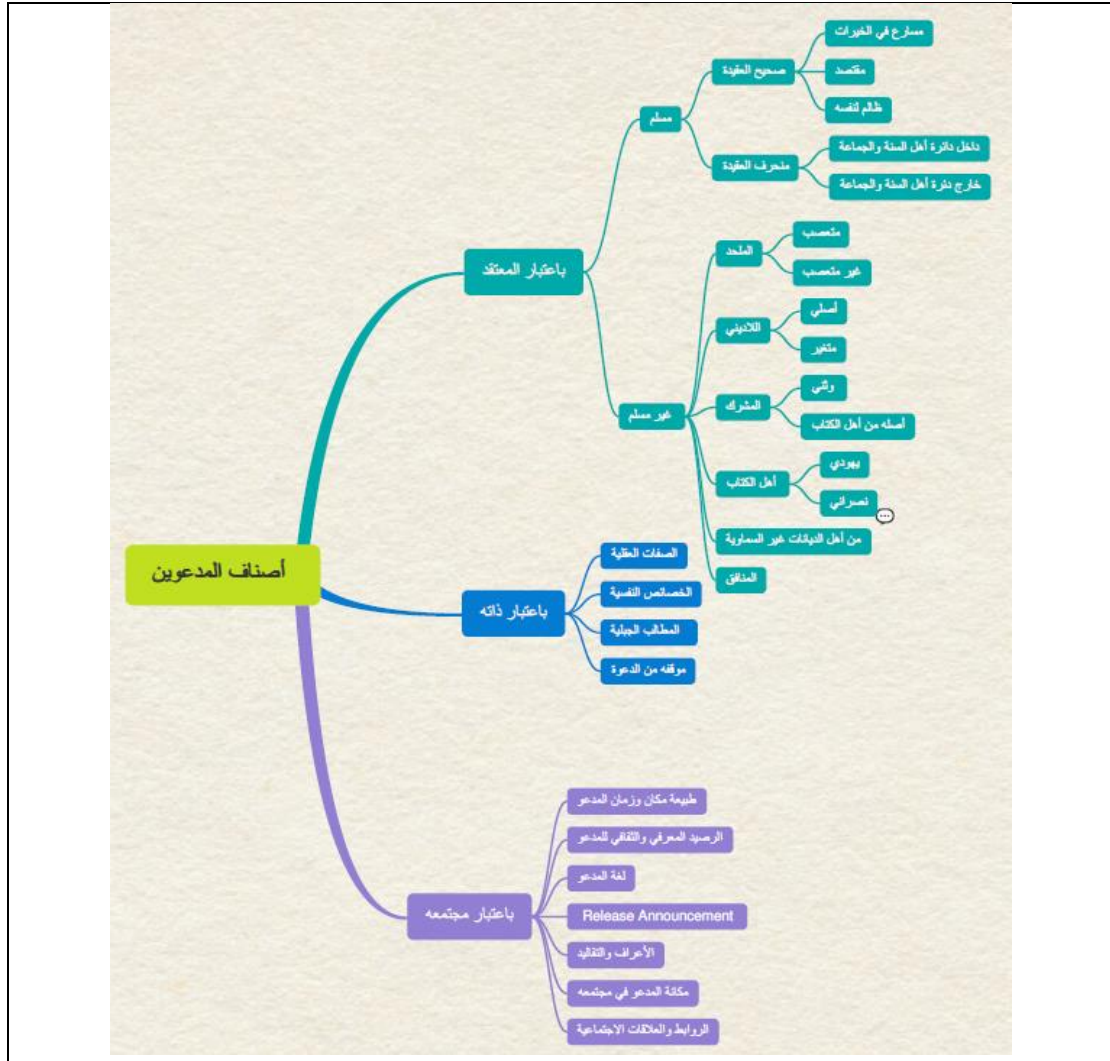 أصناف المدعوين
باعتبار المعتقد
مسلم
صحيح العقيدة
مسارع في الخيرات
مقتصد
ظالم لنفسه
منحرف العقيدة
داخل دائرة أهل السنة والجماعة
خارج دئرة أهل السنة والجماعة
غير مسلم
الملحد
متعصب
غير متعصب
اللاديني
أصلي
متغير
المشرك
وثني
أصله من أهل الكتاب
أهل الكتاب
يهودي
نصراني
من أهل الديانات غير السماوية
المنافق
باعتبار ذاته
الصفات العقلية
الخصائص النفسية
المطالب الجبلية
موقفه من الدعوة
باعتبار مجتمعه
طبيعة مكان وزمان المدعو
الرصيد المعرفي والثقافي للمدعو
لغة المدعو
Release Announcement
الأعراف والتقاليد
مكانة المدعو في مجتمعه
الروابط والعلاقات الاجتماعية